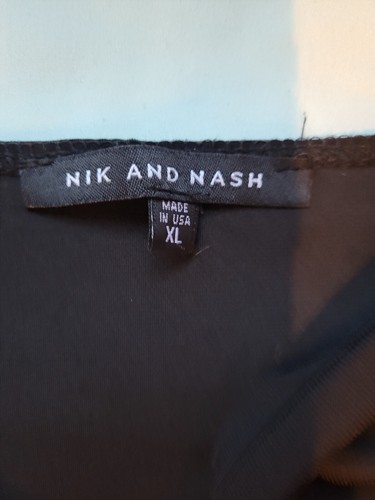 NIK AND NASH
MADE
IN USA
XL